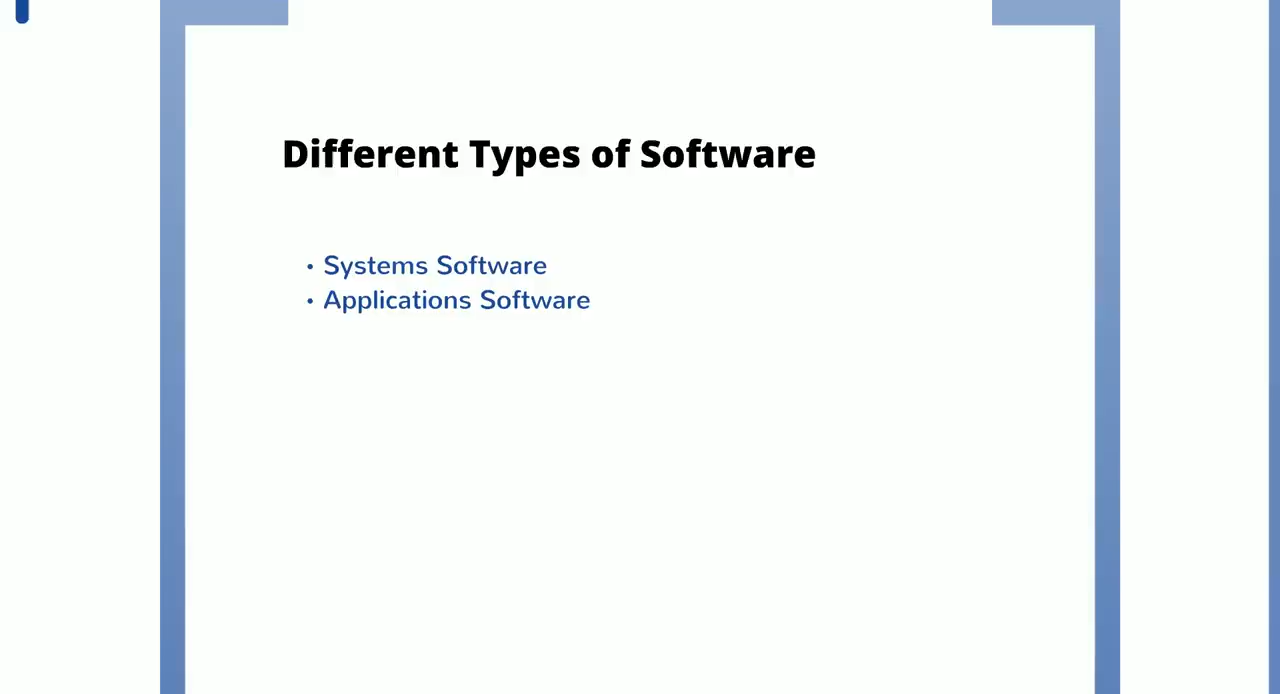 Different Types of Software
• Systems Software
• Applications Software